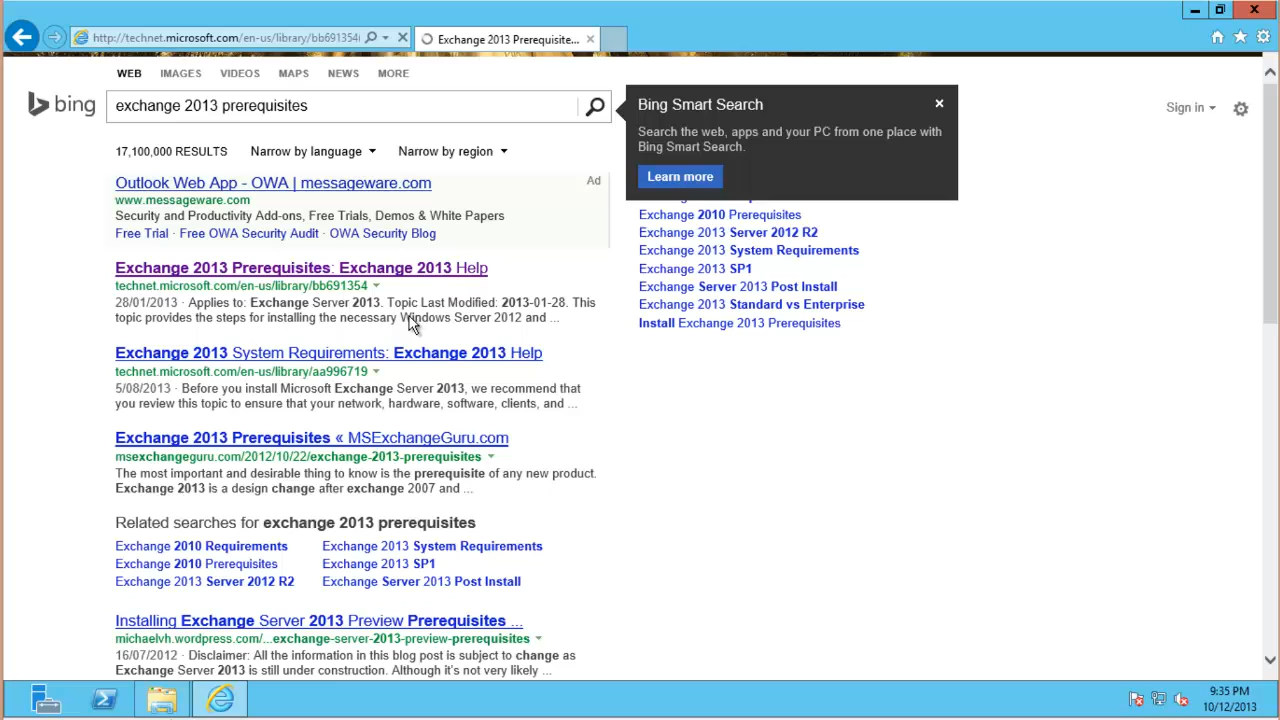 http://technet.microsoft.com/en-us/library/bb691354(
Exchange 2013 Prerequisite...
WEB IMAGES VIDEOS MAPS NEWS MORE
bing
exchange 2013 prerequisites
Bing Smart Search
Search the web, apps and your PC from one place with
Bing Smart Search.
Learn more
Sign in
17,100,000 RESULTS Narrow by language Narrow by region
Outlook Web App - OWA | messageware.com
Ad
www.messageware.com
Security and Productivity Add-ons, Free Trials, Demos & White Papers
Free Trial · Free OWA Security Audit · OWA Security Blog
Exchange 2013 Prerequisites: Exchange 2013 Help
technet.microsoft.com/en-us/library/bb691354
28/01/2013 · Applies to: Exchange Server 2013. Topic Last Modified: 2013-01-28. This
topic provides the steps for installing the necessary Windows Server 2012 and ...
Exchange 2013 System Requirements: Exchange 2013 Help
technet.microsoft.com/en-us/library/aa996719
5/08/2013 · Before you install Microsoft Exchange Server 2013, we recommend that
you review this topic to ensure that your network, hardware, software, clients, and ...
Exchange 2013 Prerequisites « MSExchangeGuru.com
msexchangeguru.com/2012/10/22/exchange-2013-prerequisites
The most important and desirable thing to know is the prerequisite of any new product.
Exchange 2013 is a design change after exchange 2007 and ...
Related searches for exchange 2013 prerequisites
Exchange 2010 Requirements Exchange 2013 System Requirements
Exchange 2010 Prerequisites Exchange 2013 SP1
Exchange 2013 Server 2012 R2 Exchange Server 2013 Post Install
Installing Exchange Server 2013 Preview Prerequisites ...
michaelvh.wordpress.com/...exchange-server-2013-preview-prerequisites
16/07/2012 · Disclaimer: All the information in this blog post is subject to change as
Exchange Server 2013 is still under construction. Although it's not very likely ...
Exchange 2010 Prerequisites
Exchange 2013 Server 2012 R2
Exchange 2013 System Requirements
Exchange 2013 SP1
Exchange Server 2013 Post Install
Exchange 2013 Standard vs Enterprise
Install Exchange 2013 Prerequisites
9:35 PM
10/12/2013